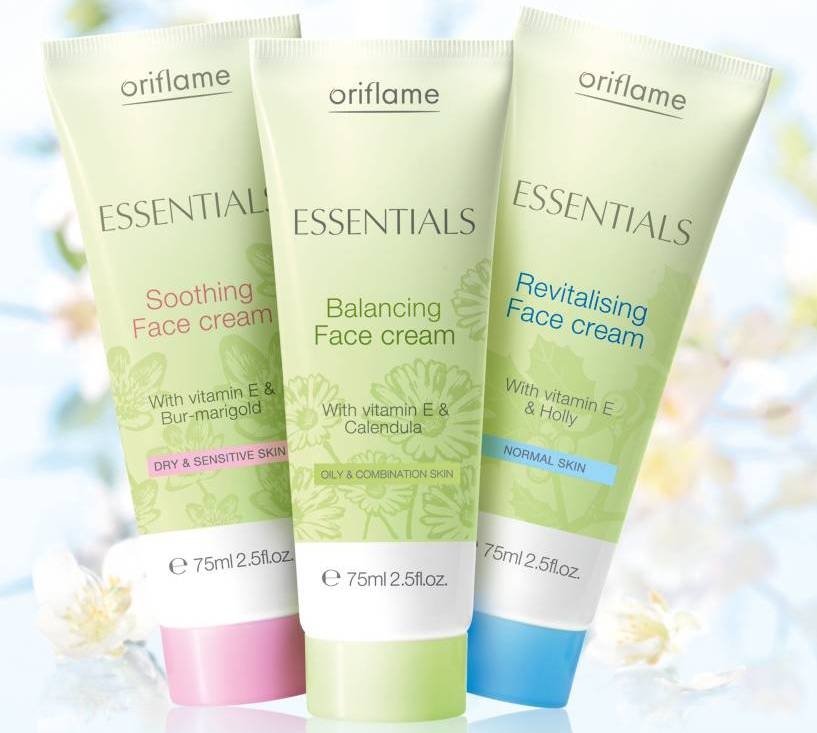 oriflame
ESSENTIALS
Soothing
Face cream
With vitamin E &
Bur-marigold
DRY & SENSITIVE SKIN
℮ 75ml 2.5fl.oz.
oriflame
ESSENTIALS
Balancing
Face cream
With vitamin E &
Calendula
OILY & COMBINATION SKIN
℮ 75ml 2.5fl.oz.
oriflame
ESSENTIALS
Revitalising
Face cream
With vitamin E
& Holly
NORMAL SKIN
75ml 2.5fl.oz.